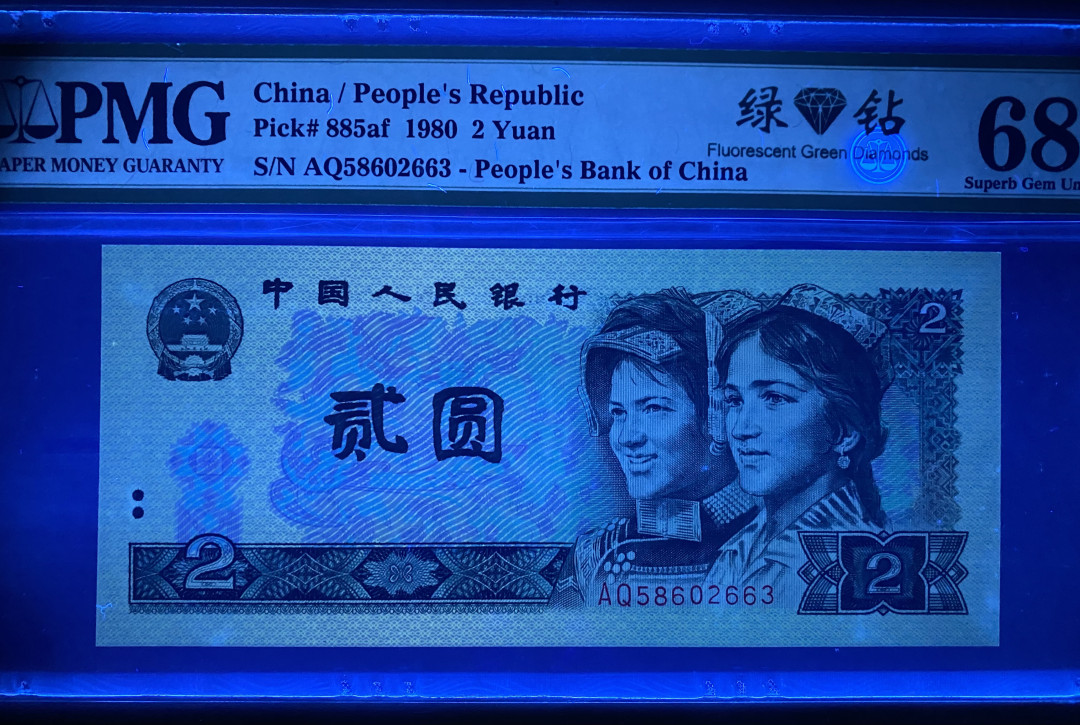 PMG
PAPER MONEY GUARANTY
China / People's Republic
Pick# 885af 1980 2 Yuan
S/N AQ58602663 - People's Bank of China
绿 钻
Fluorescent Green Diamonds
68
Superb Gem Un
中国人民银行
2
贰圆
2
2
AQ58602663